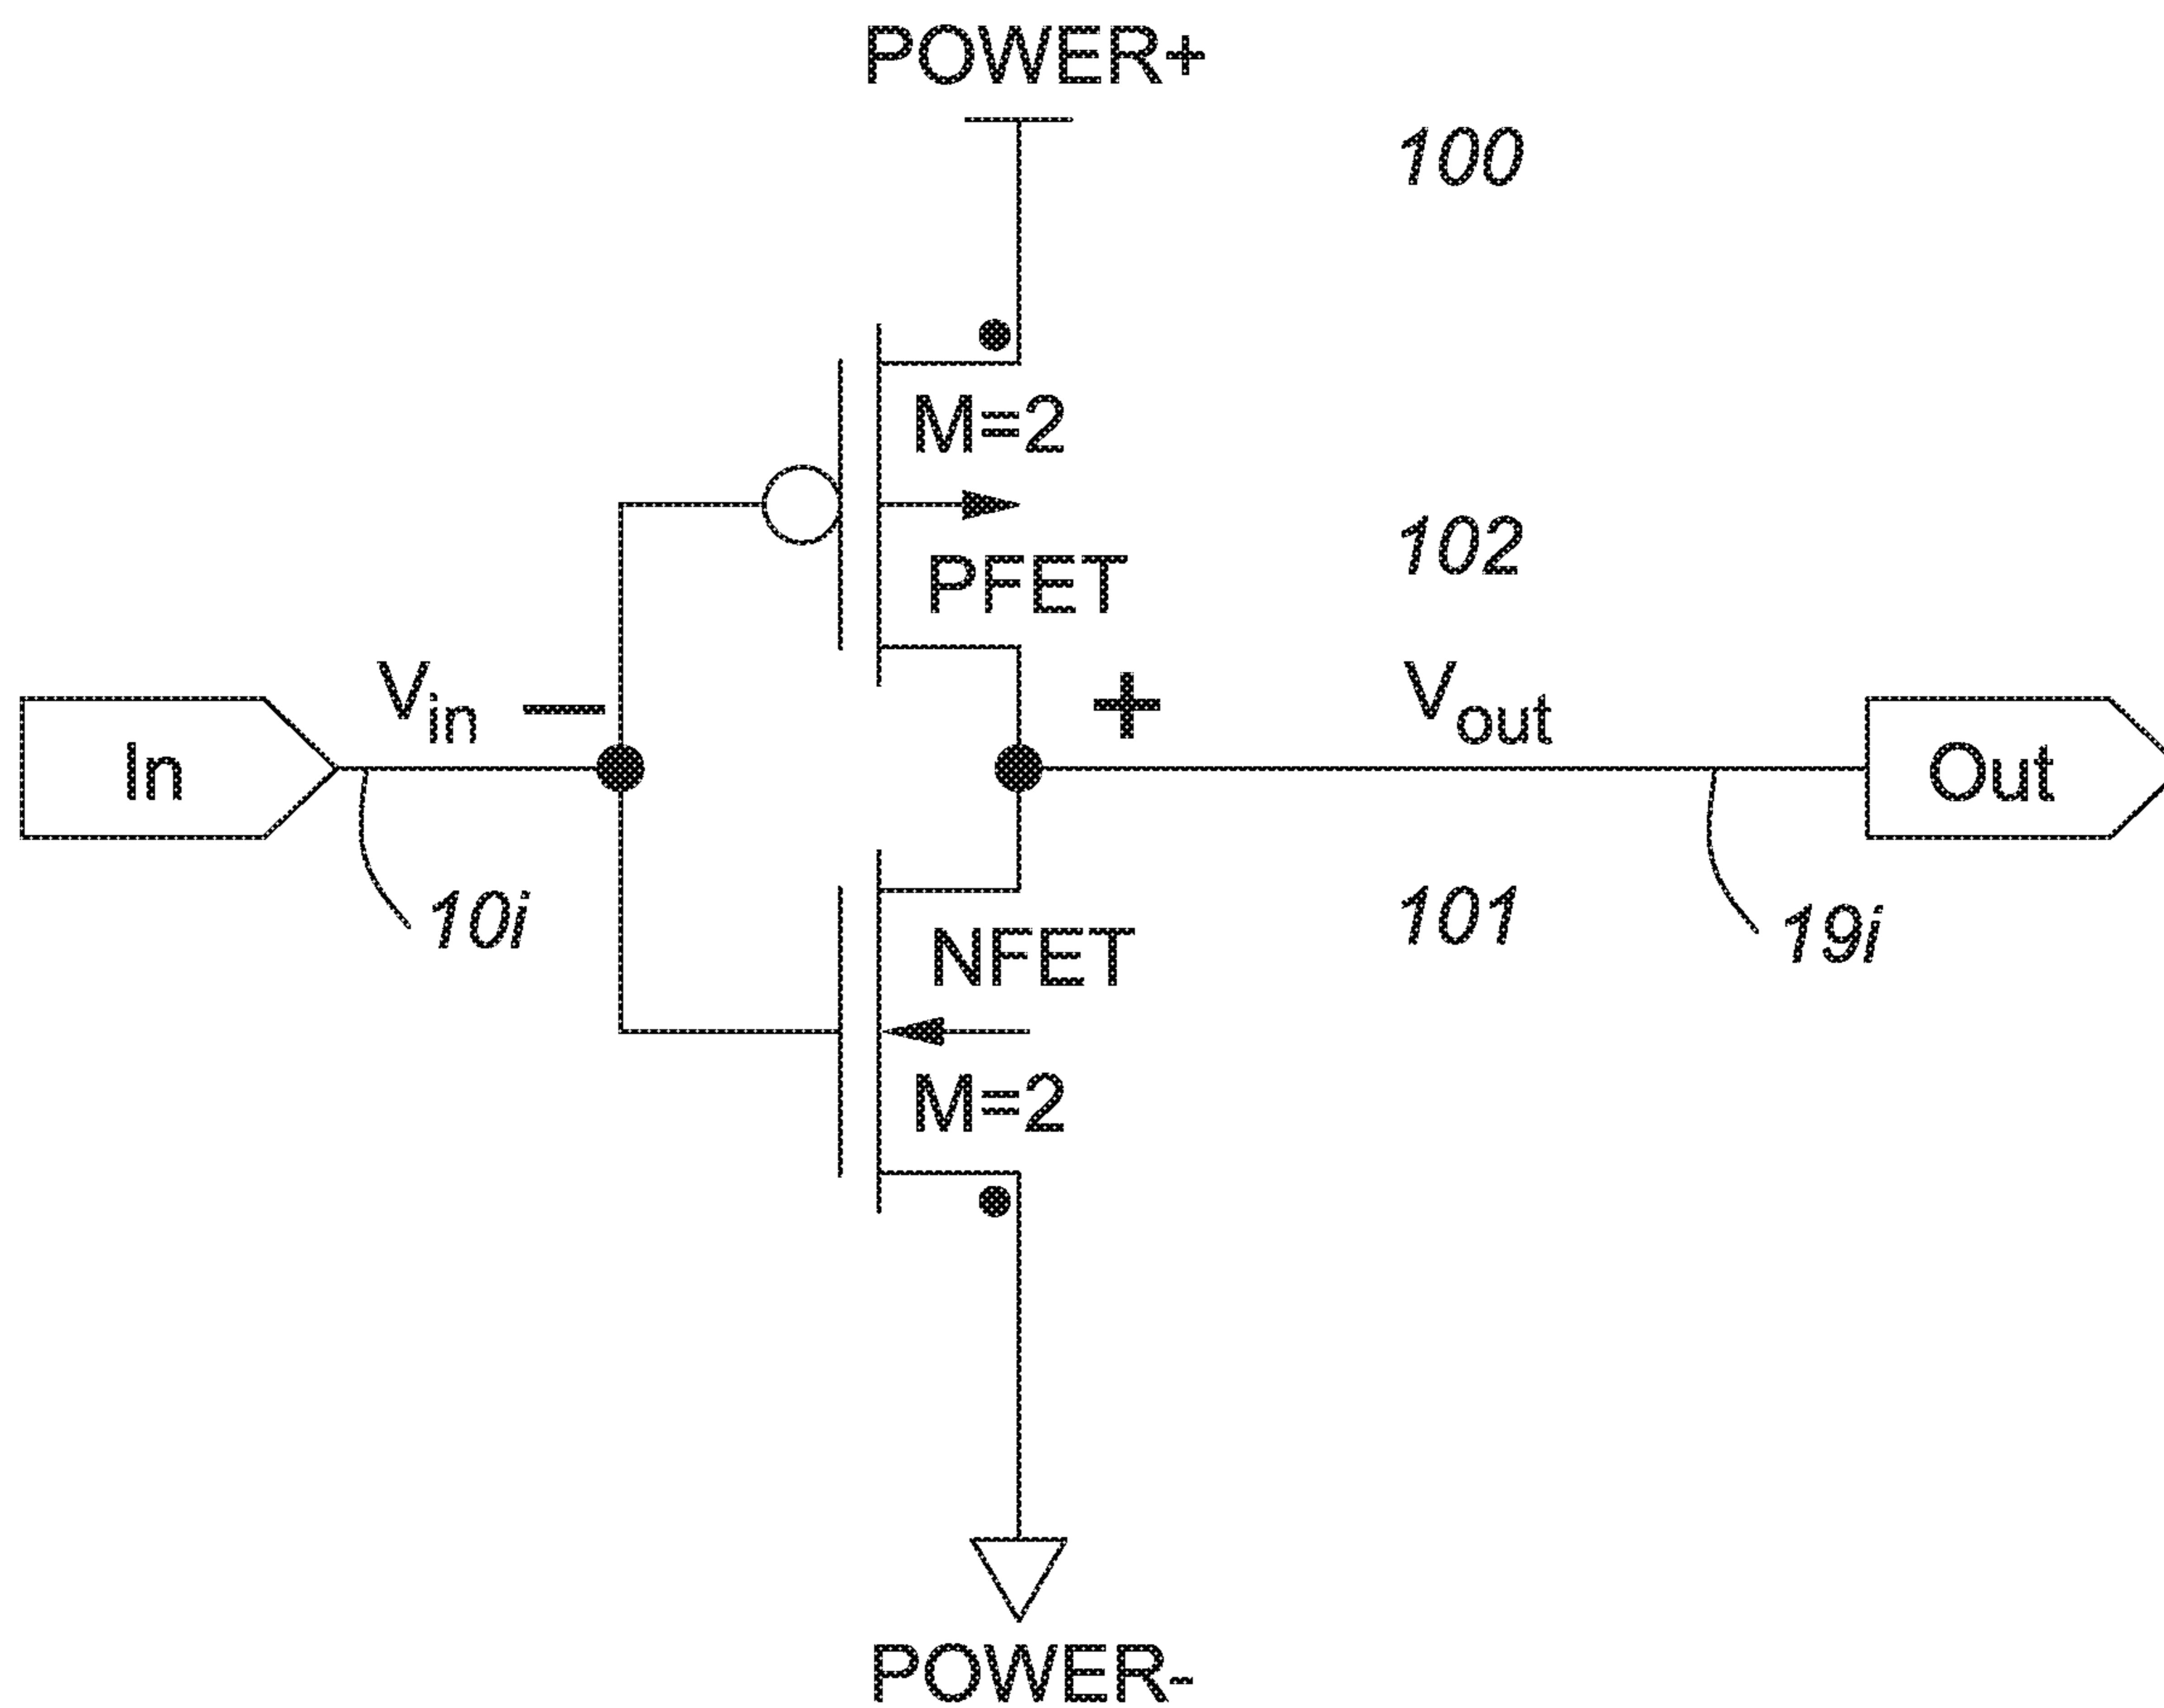 POWER+
100
M=2
102
PFET
Vin − + Vout
In
Out
10i
101
19i
NFET
M=2
POWER-